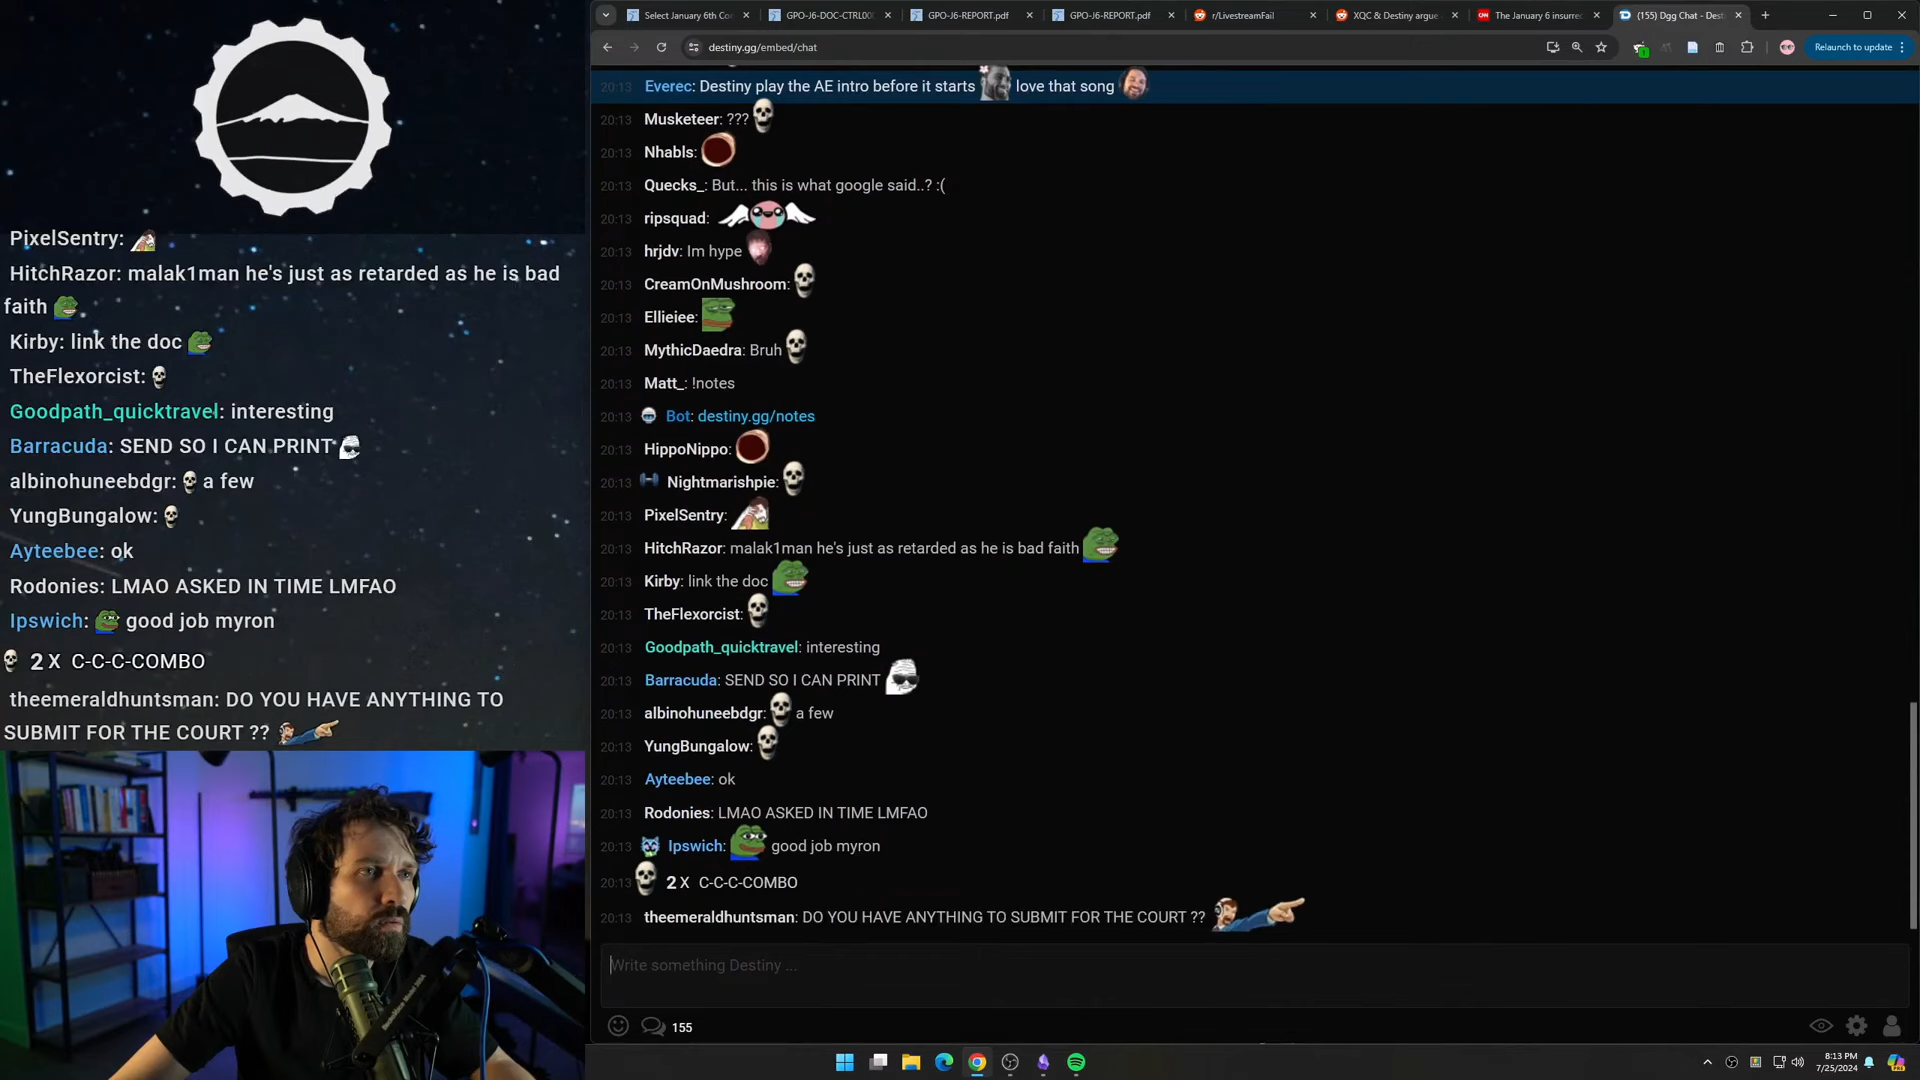 Select January 6th Co
GPO-J6-DOC-CTRL00
GPO-J6-REPORT.pdf
GPO-J6-REPORT.pdf
r/LivestreamFail
XQC & Destiny argue
The January 6 insurrec
(155) Dgg Chat - Dest
destiny.gg/embed/chat
Relaunch to update
PixelSentry:
HitchRazor: malak1man he's just as retarded as he is bad
faith
Kirby: link the doc
TheFlexorcist:
Goodpath_quicktravel: interesting
Barracuda: SEND SO I CAN PRINT
albinohuneebdgr: a few
YungBungalow:
Ayteebee: ok
Rodonies: LMAO ASKED IN TIME LMFAO
Ipswich: good job myron
2 X C-C-C-COMBO
theemeraldhuntsman: DO YOU HAVE ANYTHING TO
SUBMIT FOR THE COURT ??
20:13 Everec: Destiny play the AE intro before it starts love that song
20:13 Musketeer: ???
20:13 Nhabls:
20:13 Quecks_: But... this is what google said..? :(
20:13 ripsquad:
20:13 hrjdv: Im hype
20:13 CreamOnMushroom:
20:13 Ellieiee:
20:13 MythicDaedra: Bruh
20:13 Matt_: !notes
20:13 Bot: destiny.gg/notes
20:13 HippoNippo:
20:13 Nightmarishpie:
20:13 PixelSentry:
20:13 HitchRazor: malak1man he's just as retarded as he is bad faith
20:13 Kirby: link the doc
20:13 TheFlexorcist:
20:13 Goodpath_quicktravel: interesting
20:13 Barracuda: SEND SO I CAN PRINT
20:13 albinohuneebdgr: a few
20:13 YungBungalow:
20:13 Ayteebee: ok
20:13 Rodonies: LMAO ASKED IN TIME LMFAO
20:13 Ipswich: good job myron
20:13 2 X C-C-C-COMBO
20:13 theemeraldhuntsman: DO YOU HAVE ANYTHING TO SUBMIT FOR THE COURT ??
Write something Destiny ...
155
8:13 PM
7/25/2024